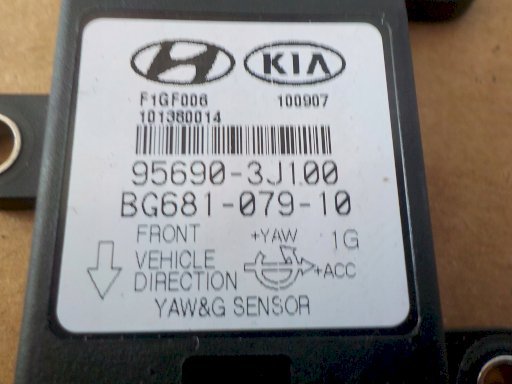 KIA
F1GF006 100907
101380014
95690-3J100
BG681-079-10
FRONT +YAW 1G
VEHICLE
DIRECTION +ACC
YAW&G SENSOR